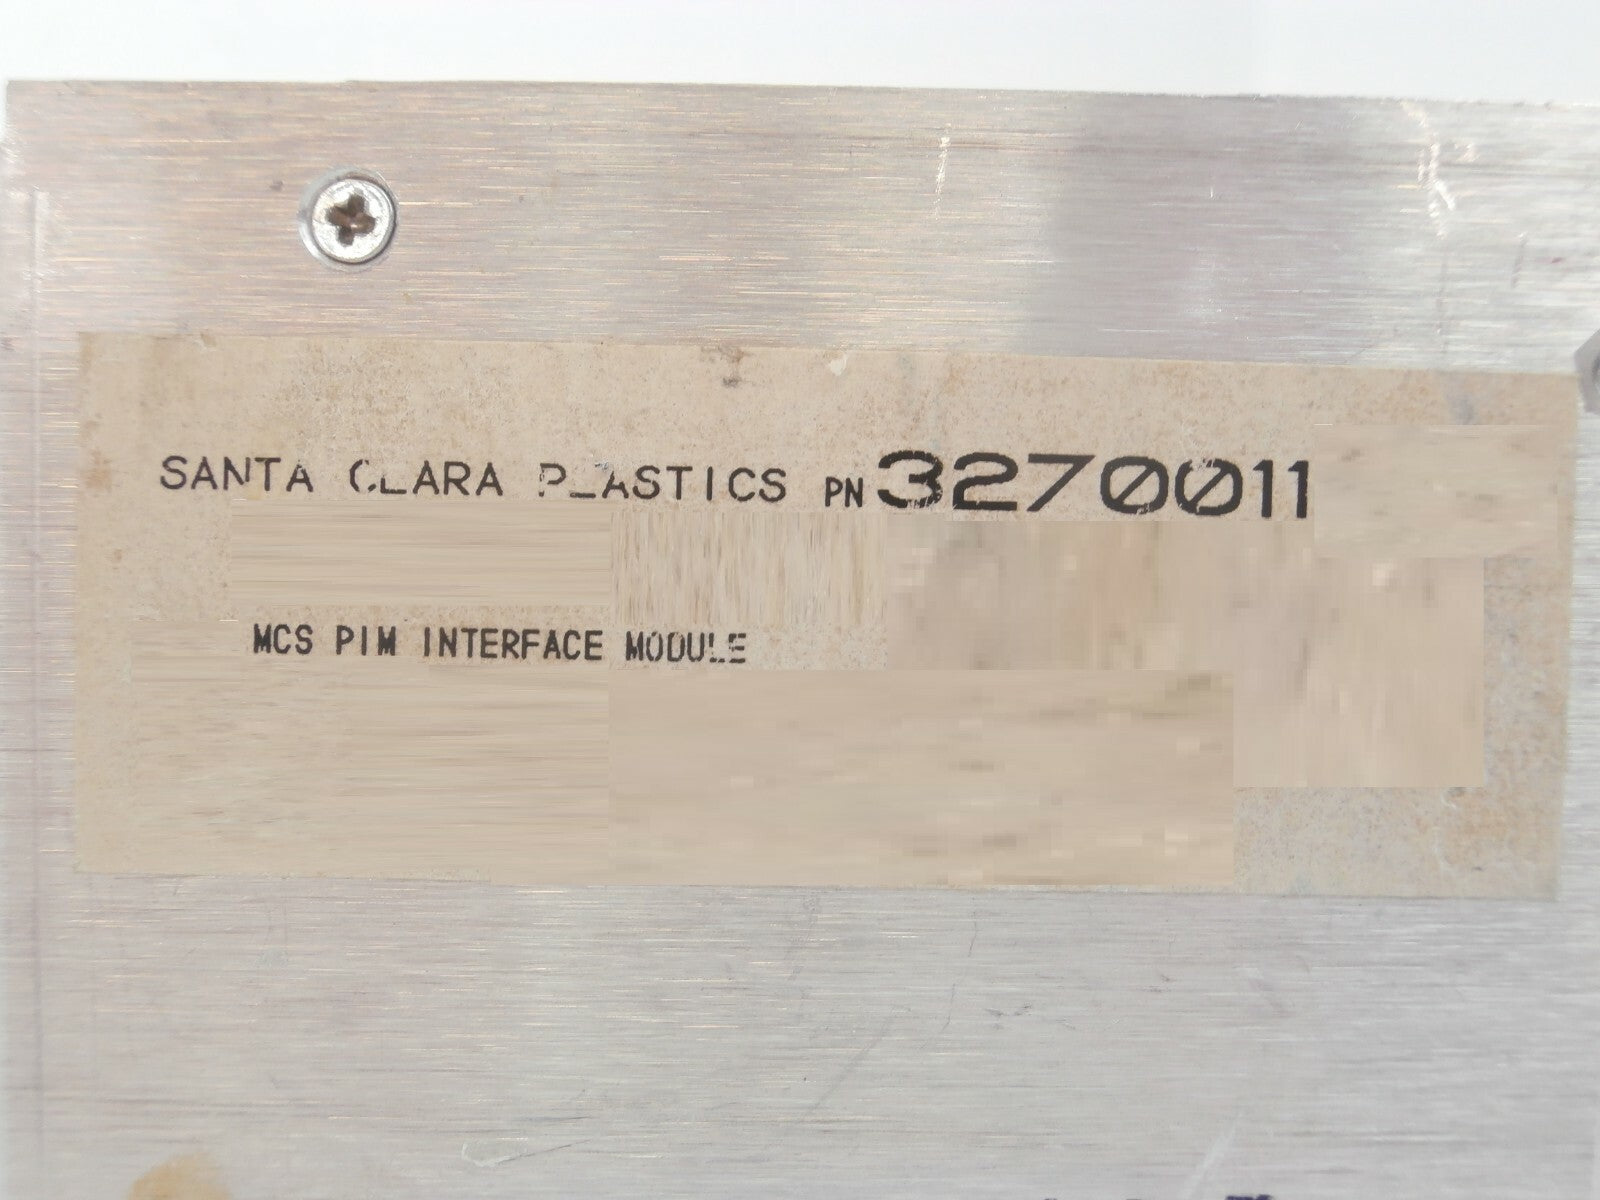 SANTA CLARA PLASTICS PN 3270011
MCS PIM INTERFACE MODULE